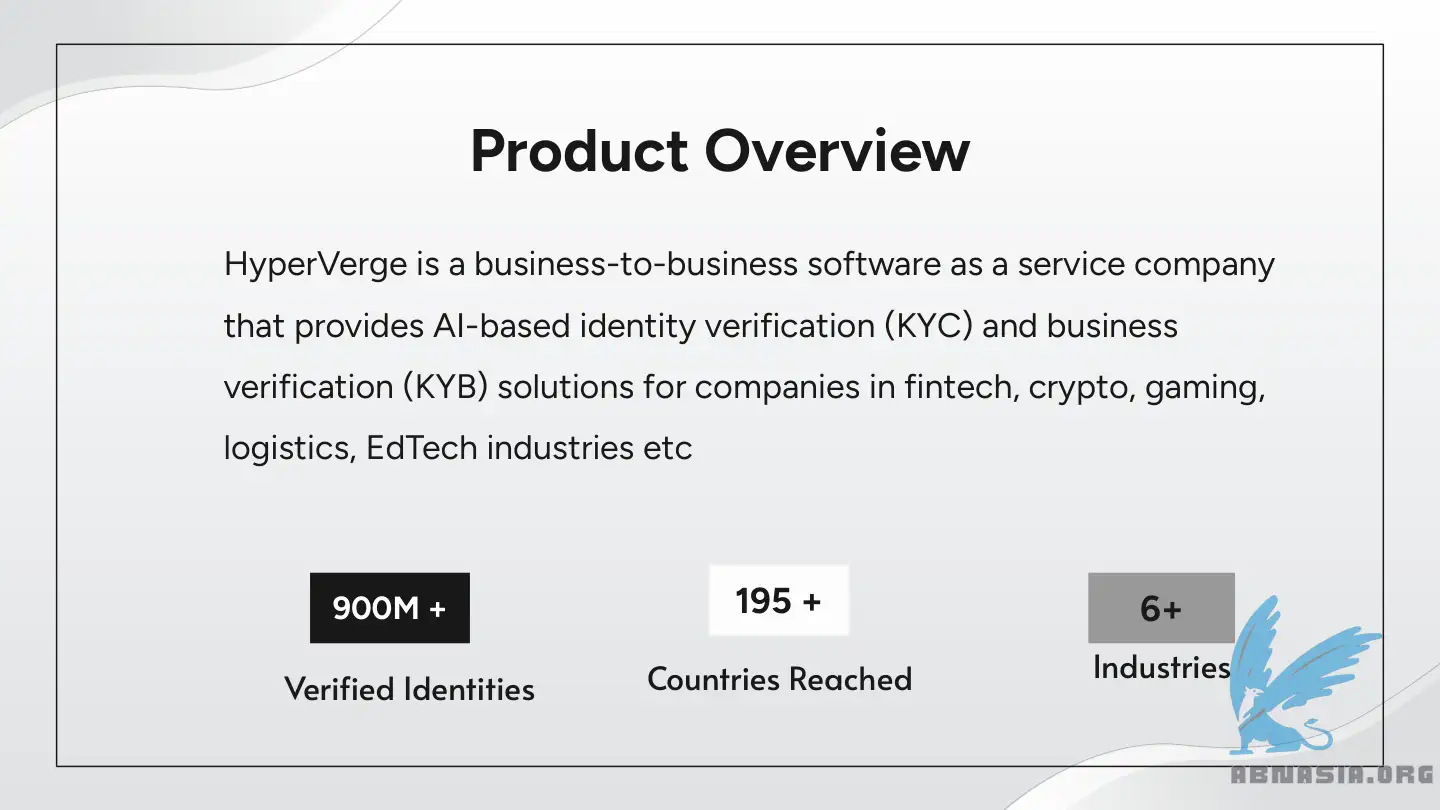 Product Overview
HyperVerge is a business-to-business software as a service company
that provides AI-based identity verification (KYC) and business
verification (KYB) solutions for companies in fintech, crypto, gaming,
logistics, EdTech industries etc
900M +
195 +
6+
Verified Identities
Countries Reached
Industries
ABNASIA.ORG